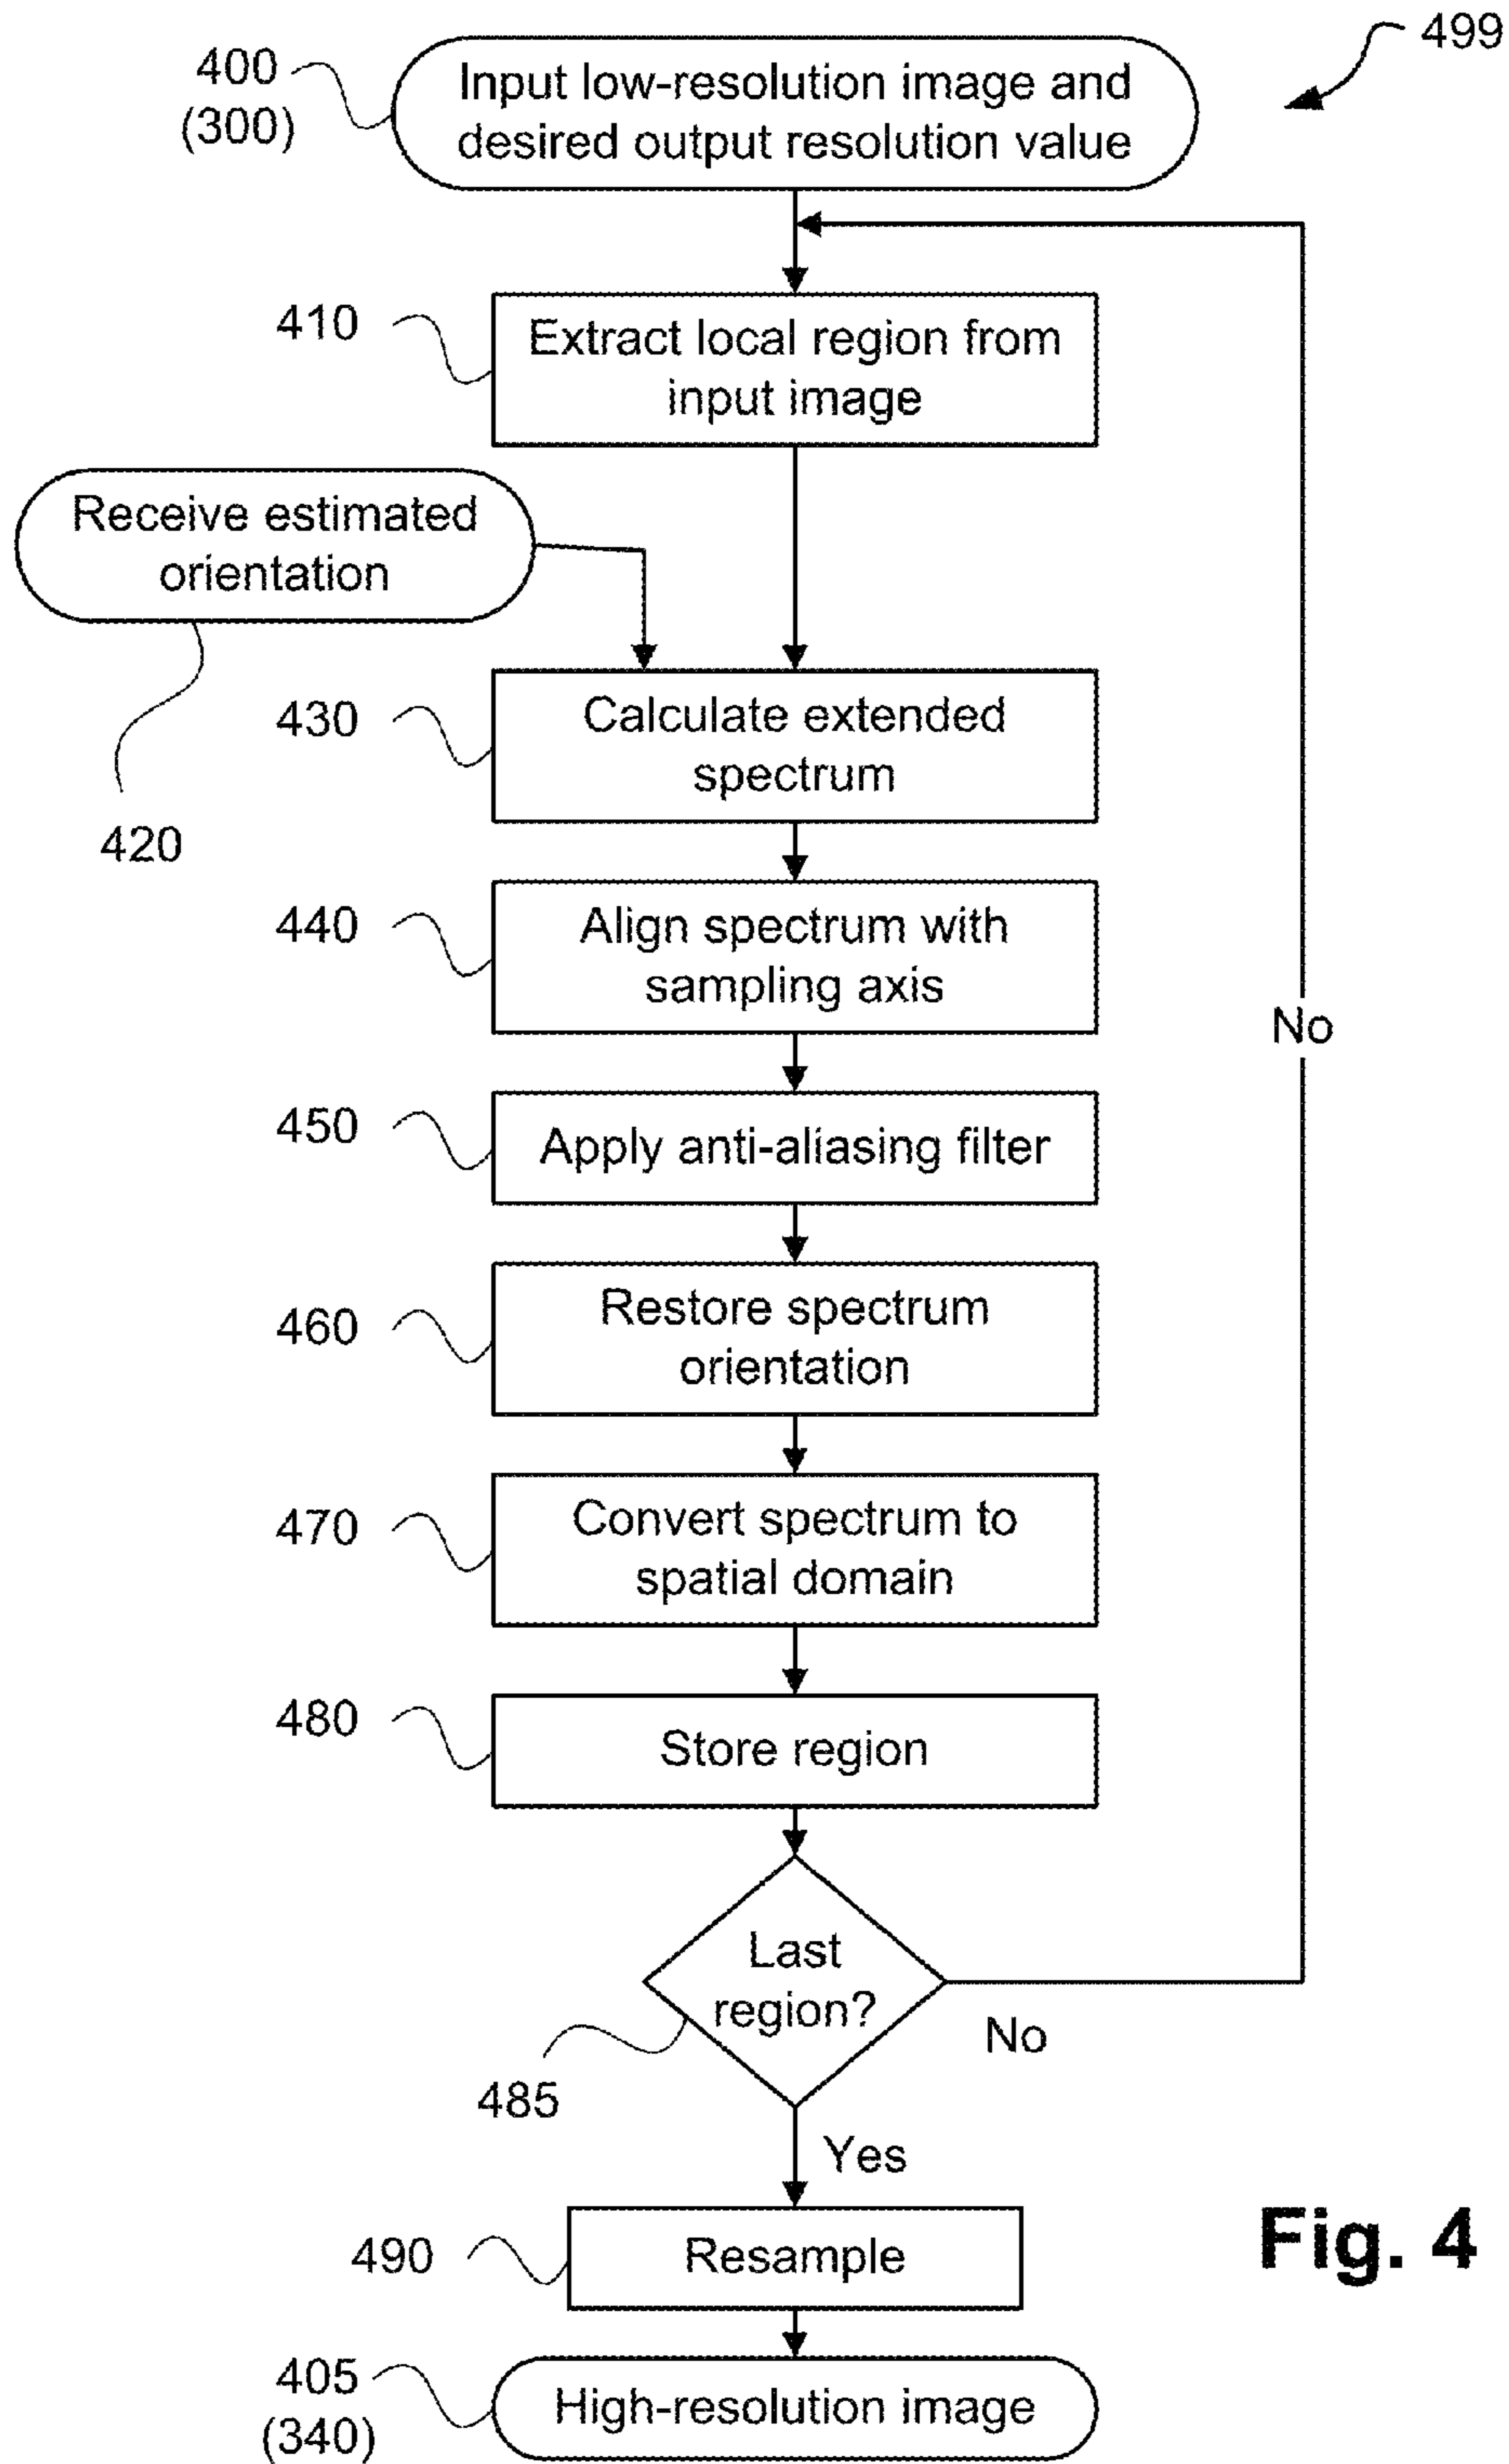 499
400
(300)
Input low-resolution image and
desired output resolution value
410
Extract local region from
input image
Receive estimated
orientation
420
430
Calculate extended
spectrum
440
Align spectrum with
sampling axis
No
450
Apply anti-aliasing filter
460
Restore spectrum
orientation
470
Convert spectrum to
spatial domain
480
Store region
Last
region?
No
485
Yes
490
Resample
Fig. 4
405
(340)
High-resolution image